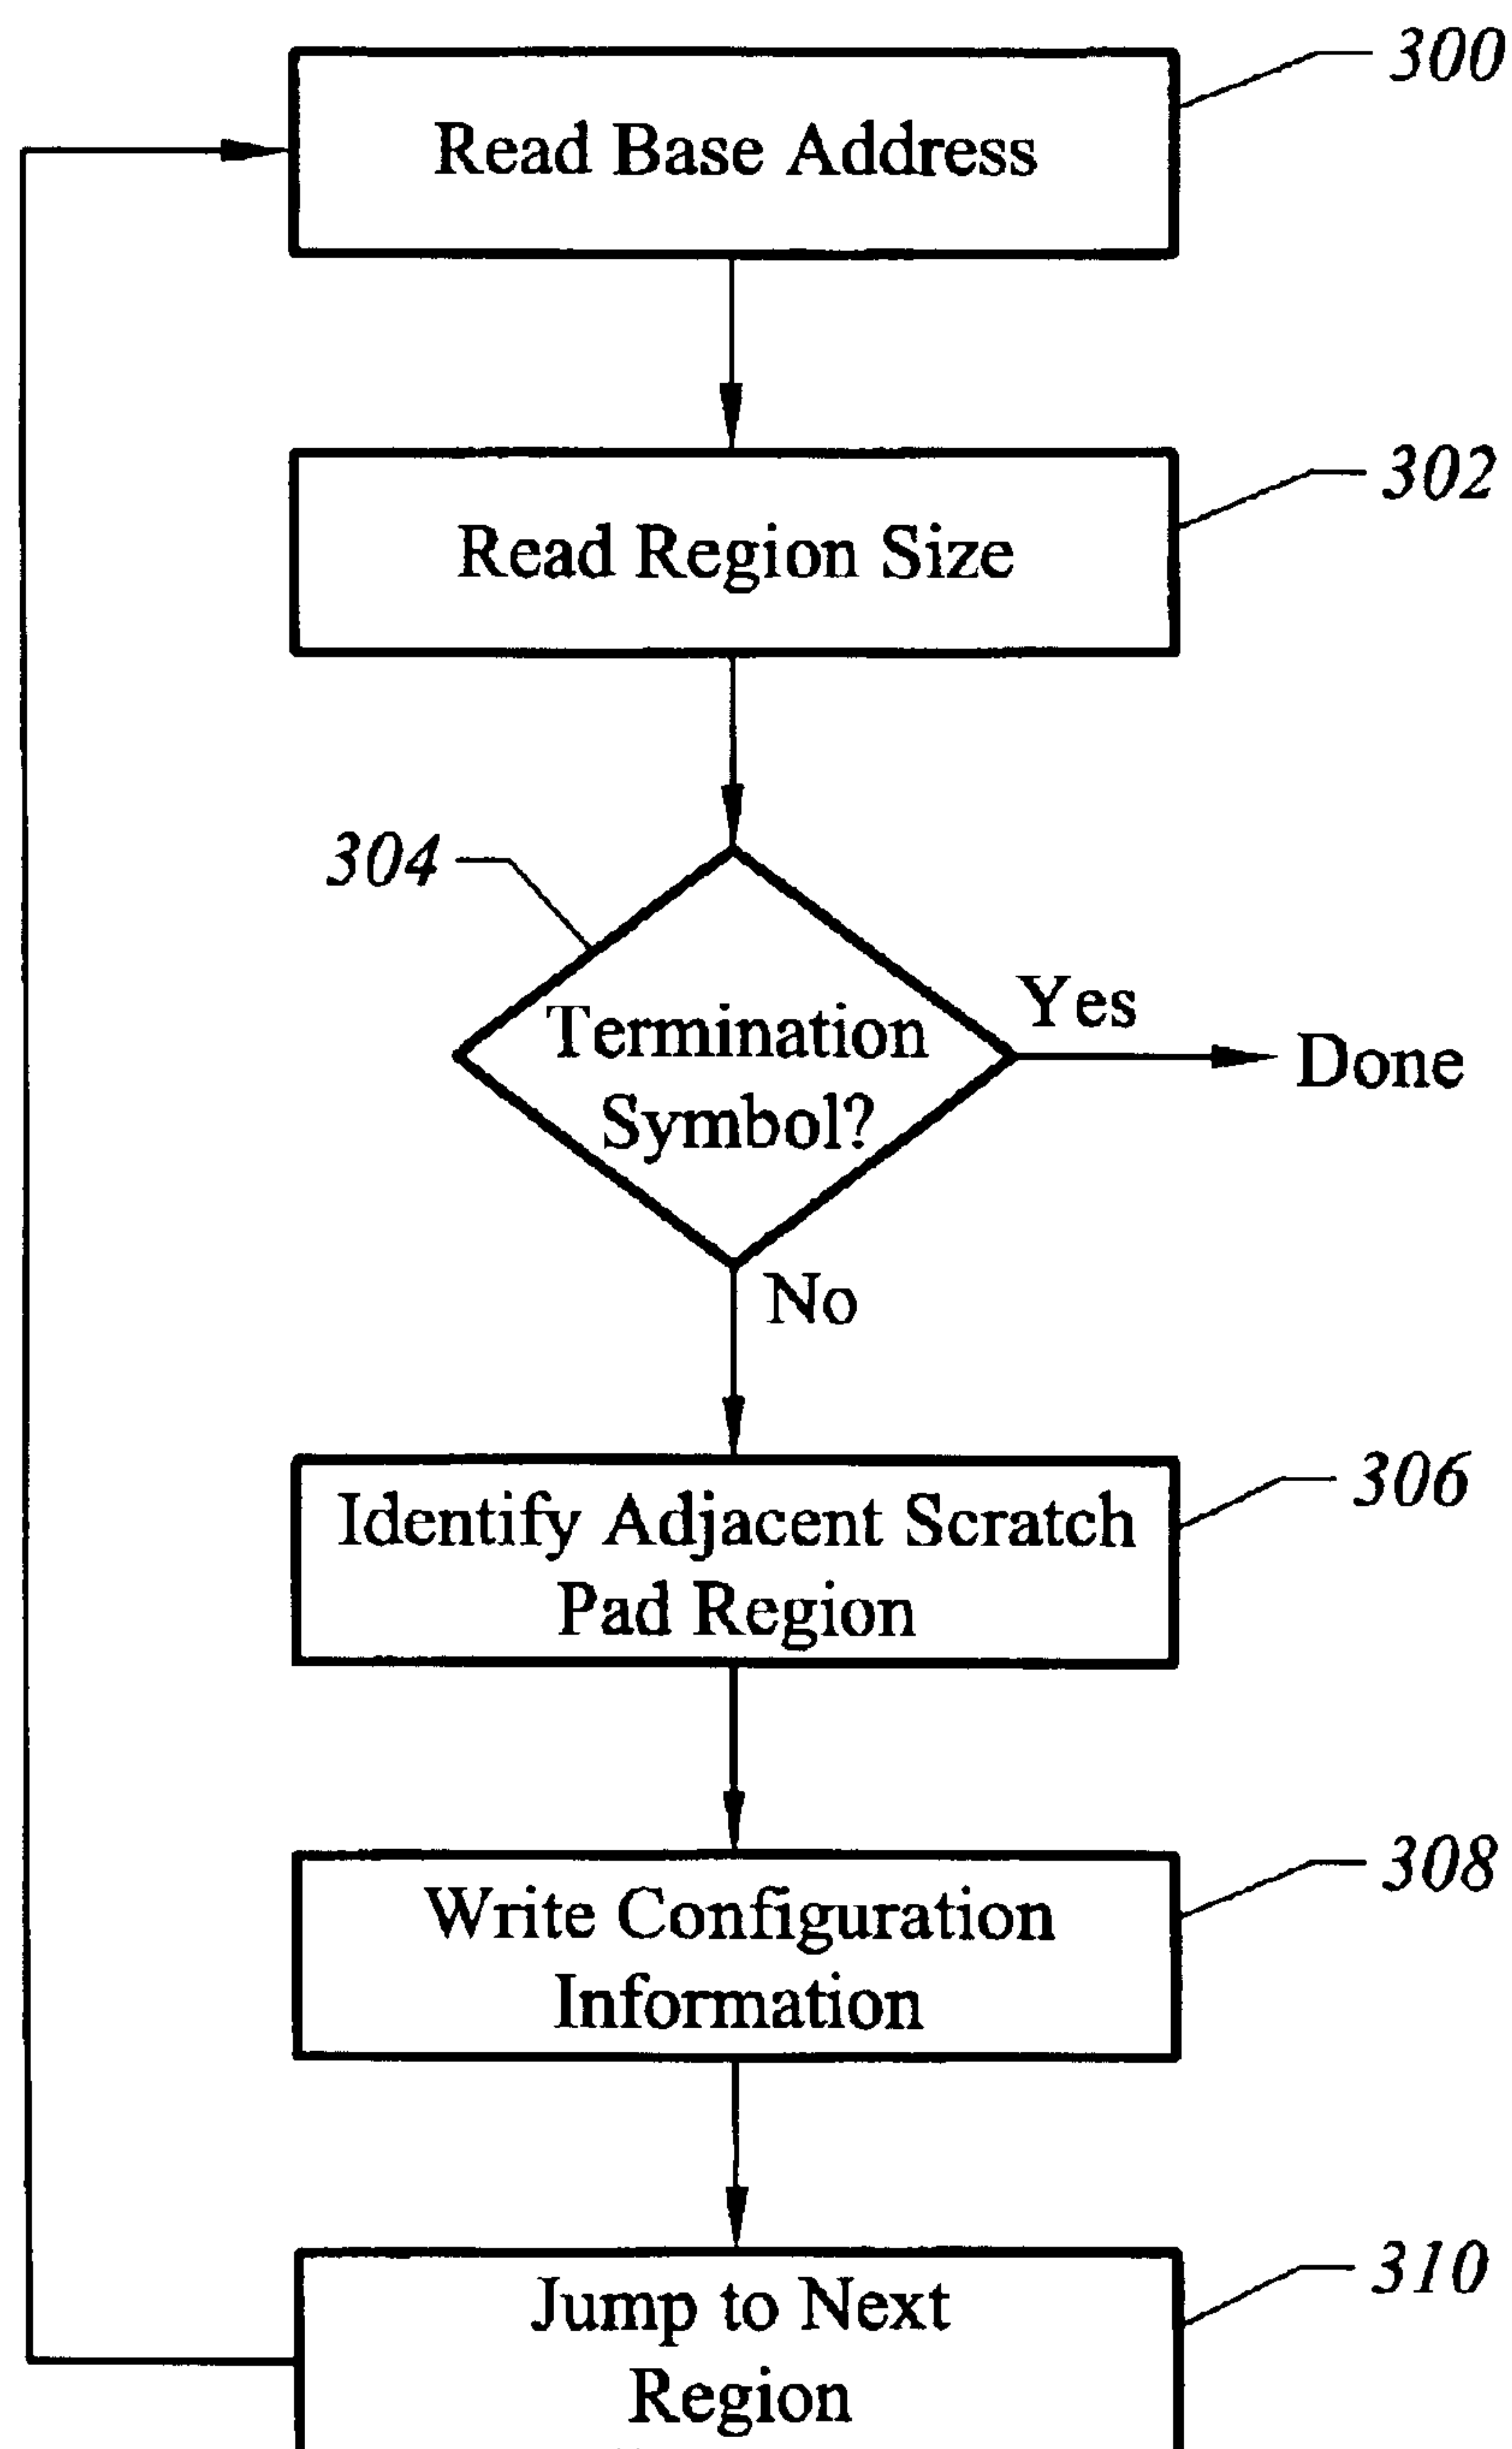 300
Read Base Address
302
Read Region Size
304
Termination
Symbol?
Yes
Done
No
306
Identify Adjacent Scratch
Pad Region
308
Write Configuration
Information
310
Jump to Next
Region